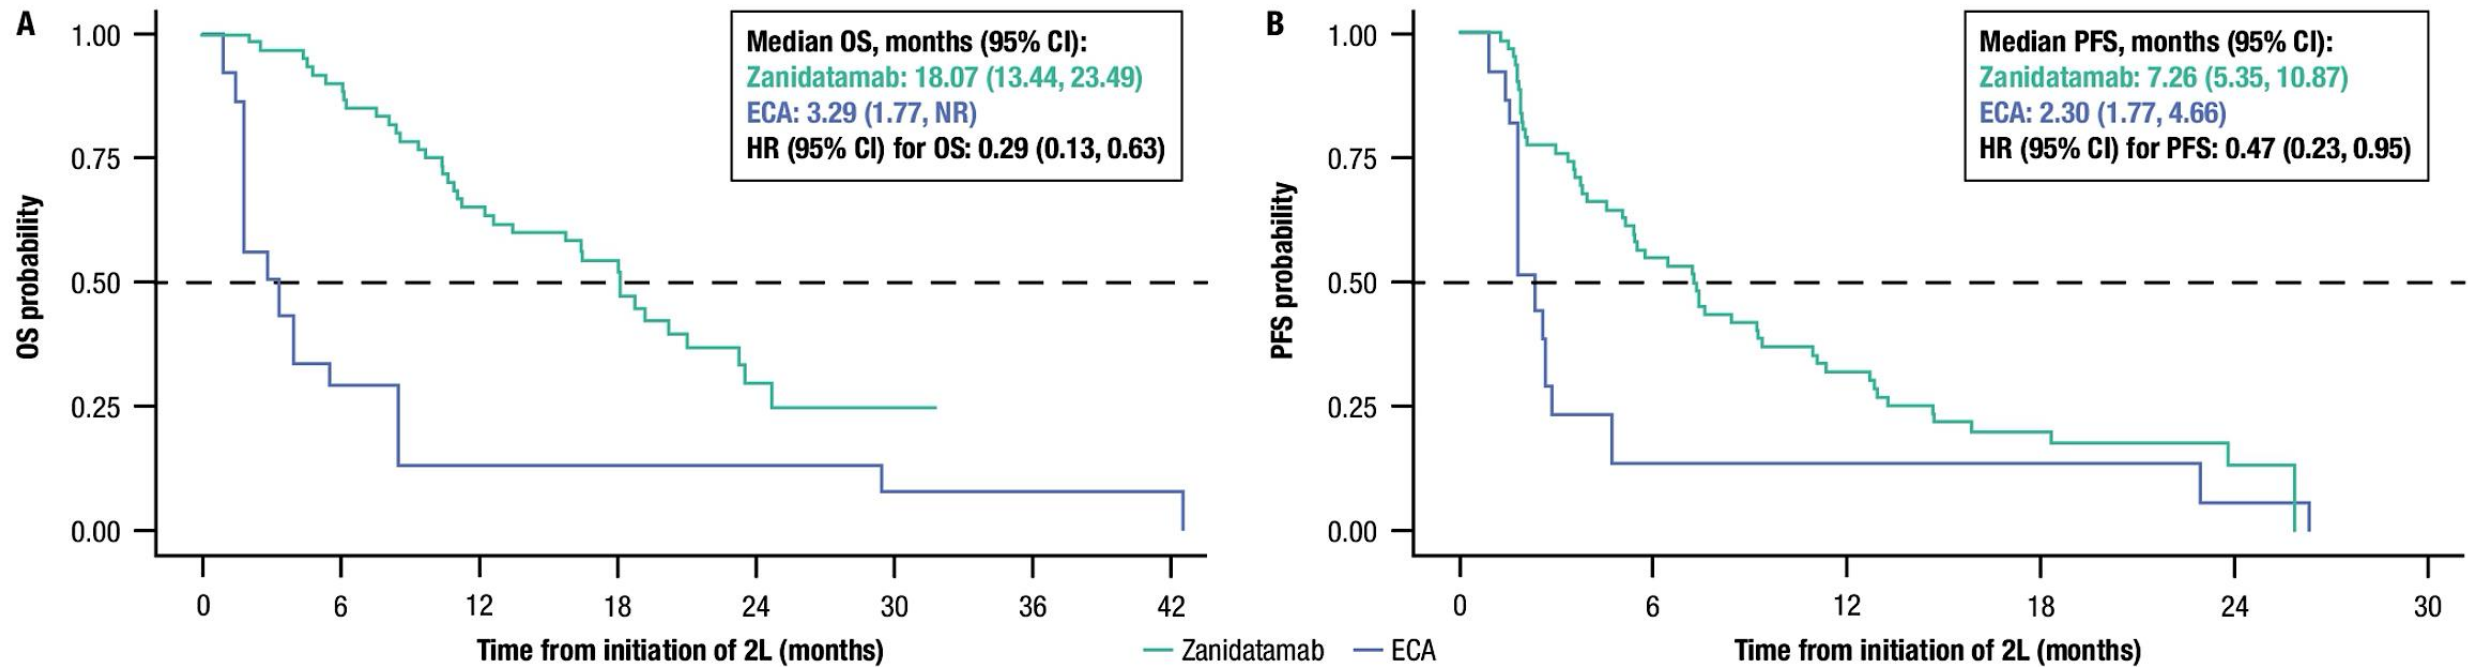 A
Median OS, months (95% CI):
Zanidatamab: 18.07 (13.44, 23.49)
ECA: 3.29 (1.77, NR)
HR (95% CI) for OS: 0.29 (0.13, 0.63)
OS probability
1.00
0.75
0.50
0.25
0.00
0 6 12 18 24 30 36 42
Time from initiation of 2L (months)
B
Median PFS, months (95% CI):
Zanidatamab: 7.26 (5.35, 10.87)
ECA: 2.30 (1.77, 4.66)
HR (95% CI) for PFS: 0.47 (0.23, 0.95)
PFS probability
1.00
0.75
0.50
0.25
0.00
0 6 12 18 24 30
Time from initiation of 2L (months)
Zanidatamab ECA